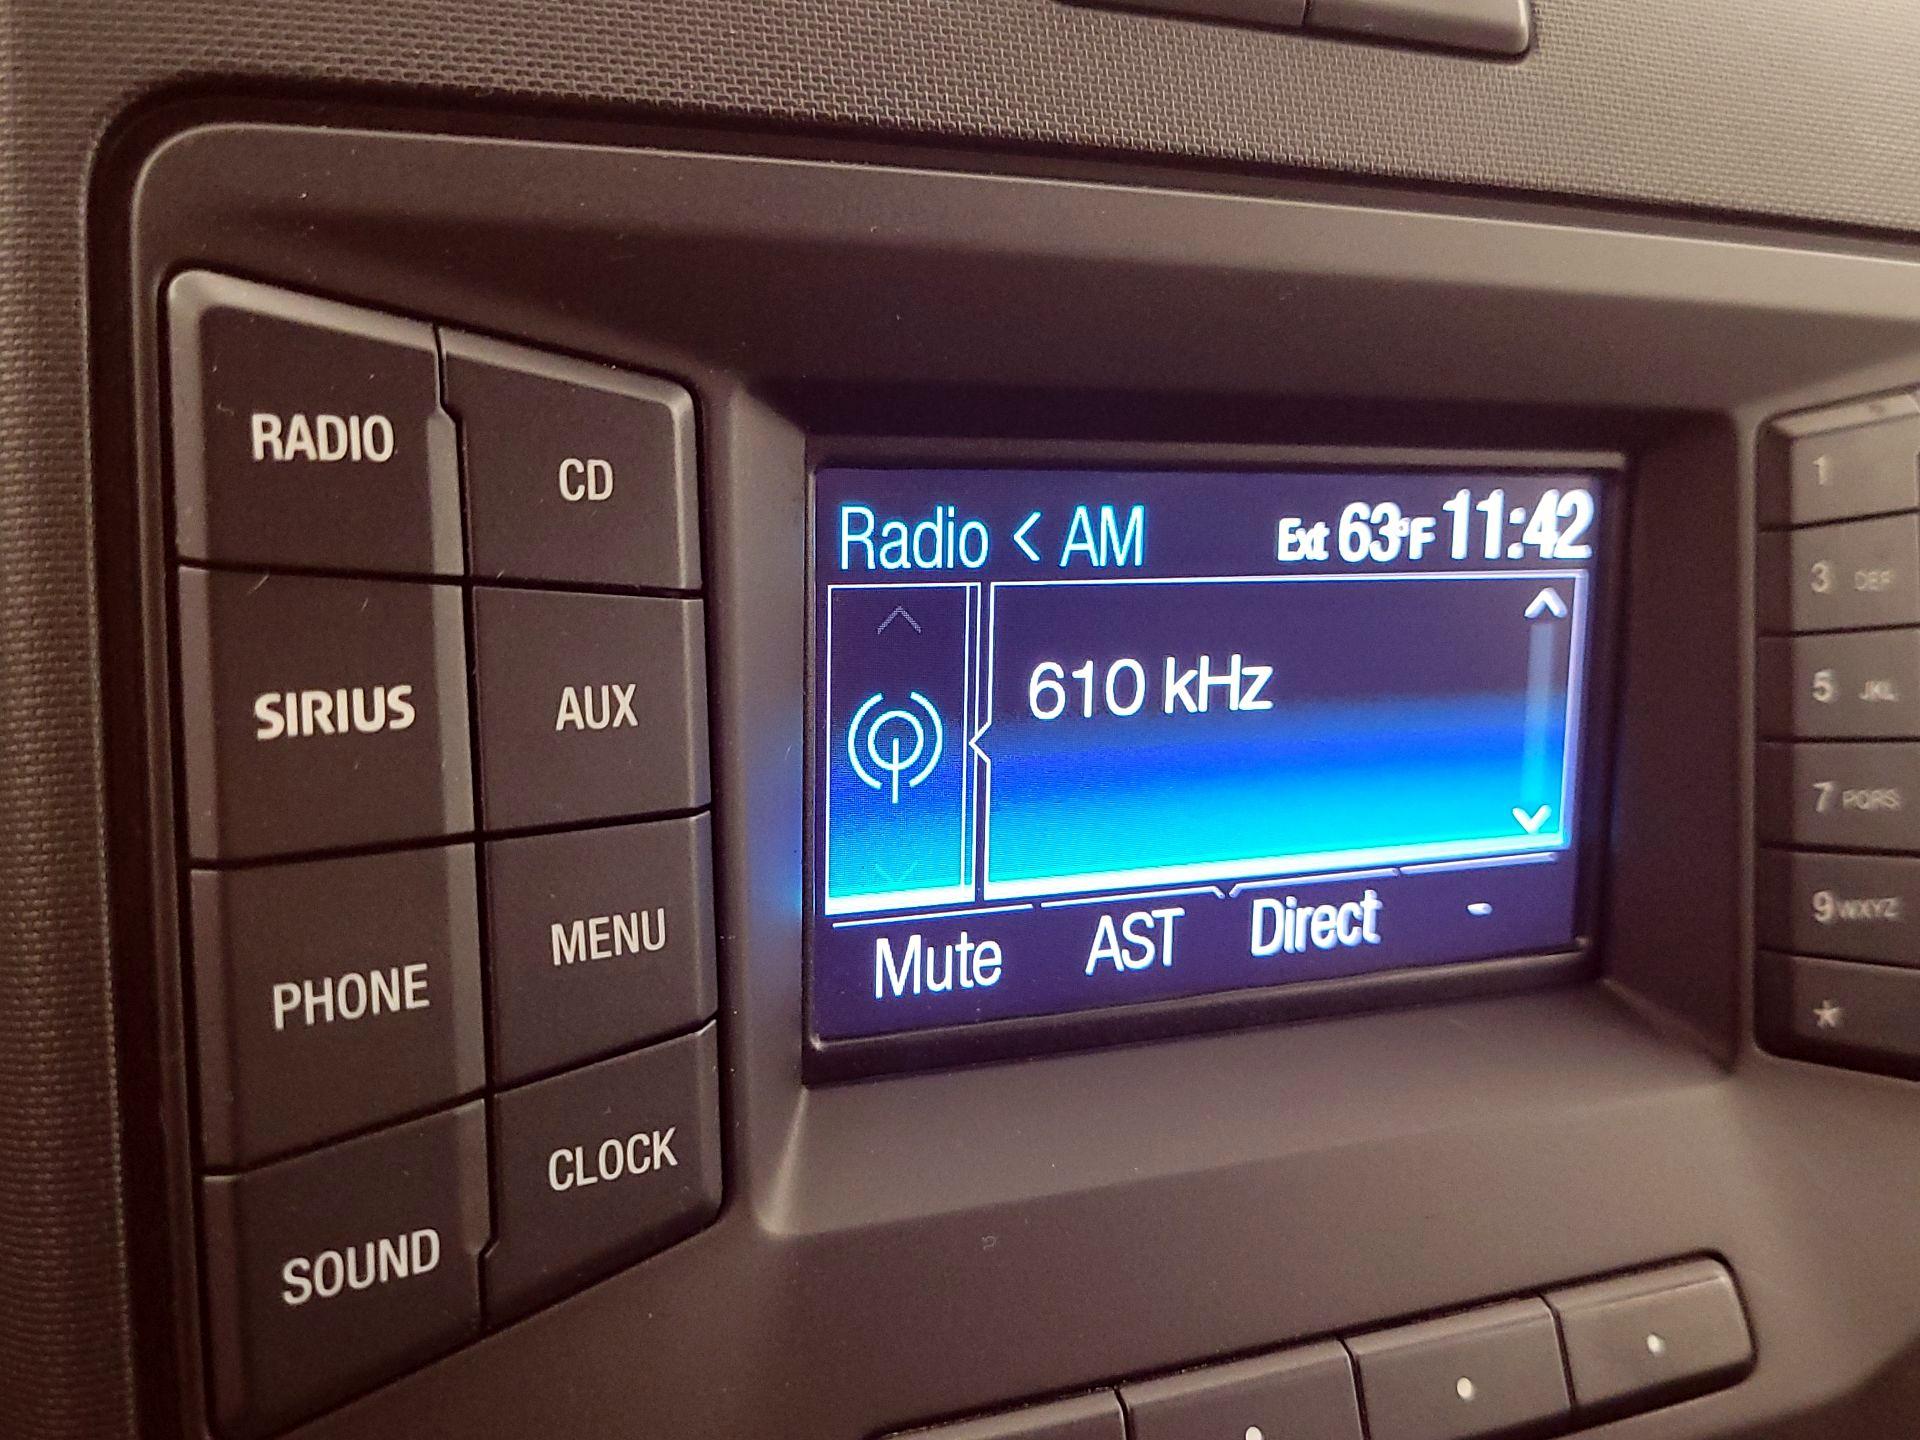 RADIO
CD
SIRIUS
AUX
PHONE
MENU
SOUND
CLOCK
Radio < AM Ext 63°F 11:42
610 kHz
Mute AST Direct -
1
3 DEF
5 JKL
7 PQRS
9 WXYZ
*